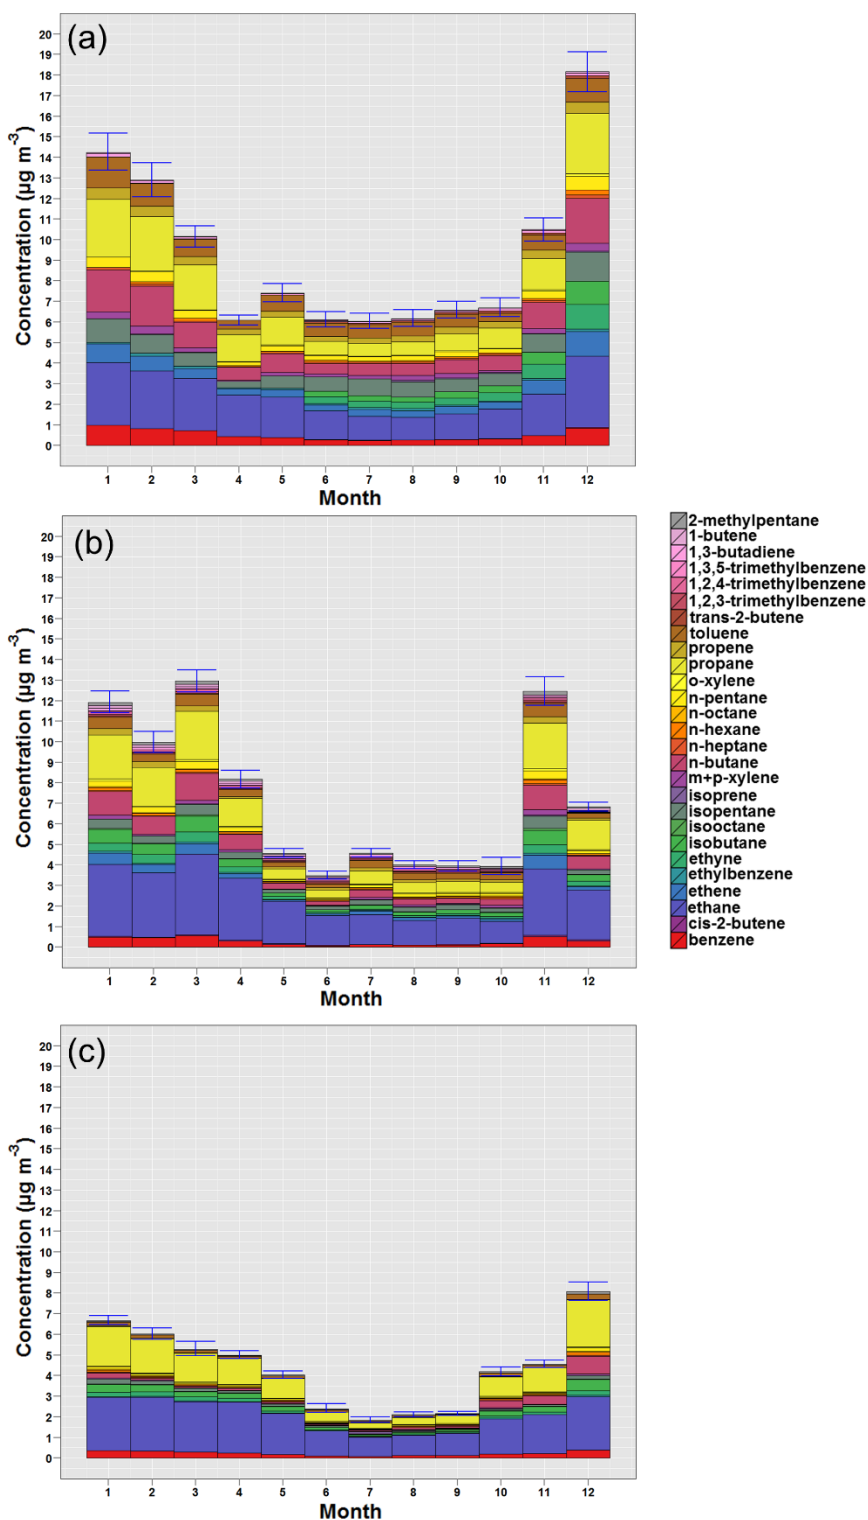 (a)
Concentration (µg m⁻³)
20
19
18
17
16
15
14
13
12
11
10
9
8
7
6
5
4
3
2
1
0
1 2 3 4 5 6 7 8 9 10 11 12
Month
(b)
Concentration (µg m⁻³)
20
19
18
17
16
15
14
13
12
11
10
9
8
7
6
5
4
3
2
1
0
1 2 3 4 5 6 7 8 9 10 11 12
Month
2-methylpentane
1-butene
1,3-butadiene
1,3,5-trimethylbenzene
1,2,4-trimethylbenzene
1,2,3-trimethylbenzene
trans-2-butene
toluene
propene
propane
o-xylene
n-pentane
n-octane
n-hexane
n-heptane
n-butane
m+p-xylene
isoprene
isopentane
isooctane
isobutane
ethyne
ethylbenzene
ethene
ethane
cis-2-butene
benzene
(c)
Concentration (µg m⁻³)
20
19
18
17
16
15
14
13
12
11
10
9
8
7
6
5
4
3
2
1
0
1 2 3 4 5 6 7 8 9 10 11 12
Month